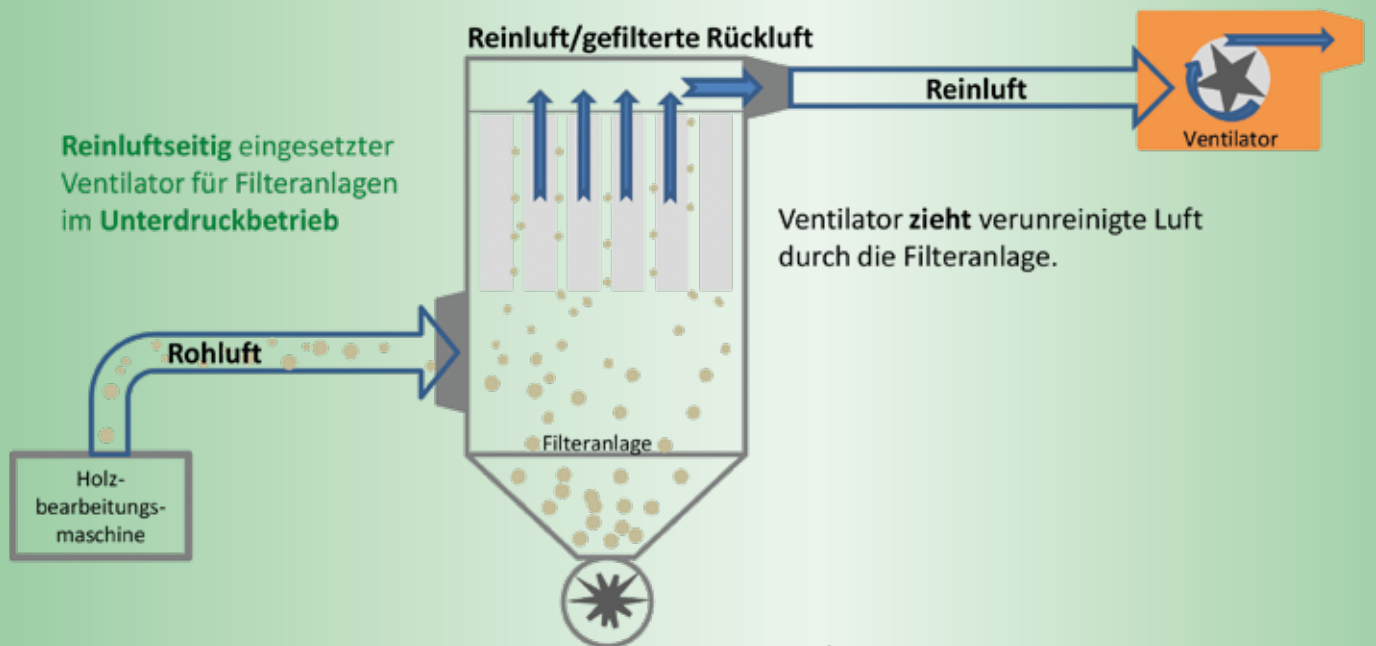 Reinluft/gefilterte Rückluft
Reinluft
Ventilator
Reinluftseitig eingesetzter
Ventilator für Filteranlagen
im Unterdruckbetrieb
Ventilator zieht verunreinigte Luft
durch die Filteranlage.
Rohluft
Filteranlage
Holz-
bearbeitungs-
maschine